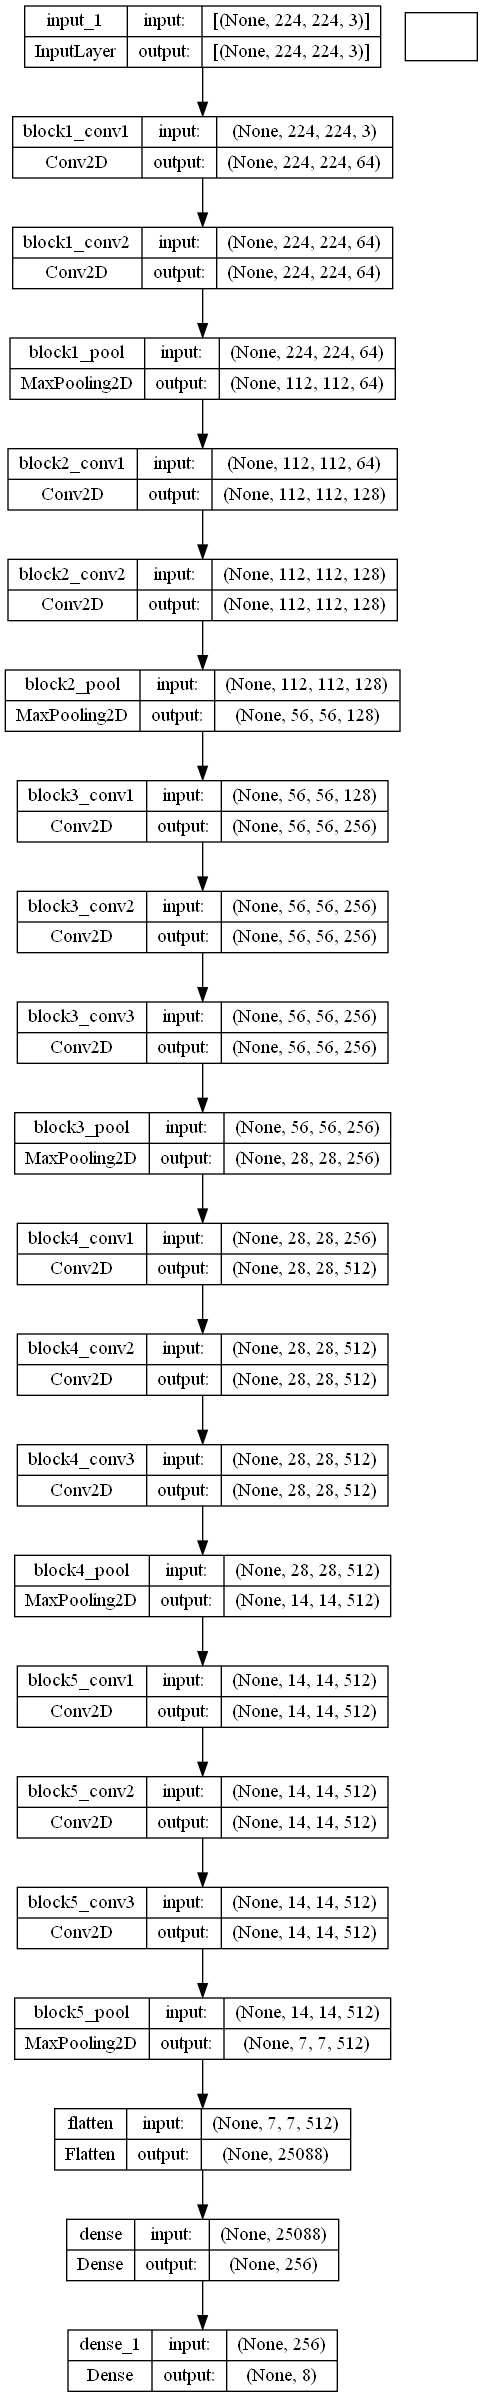 input_1 input: [(None, 224, 224, 3)]
InputLayer output: [(None, 224, 224, 3)]
block1_conv1 input: (None, 224, 224, 3)
Conv2D output: (None, 224, 224, 64)
block1_conv2 input: (None, 224, 224, 64)
Conv2D output: (None, 224, 224, 64)
block1_pool input: (None, 224, 224, 64)
MaxPooling2D output: (None, 112, 112, 64)
block2_conv1 input: (None, 112, 112, 64)
Conv2D output: (None, 112, 112, 128)
block2_conv2 input: (None, 112, 112, 128)
Conv2D output: (None, 112, 112, 128)
block2_pool input: (None, 112, 112, 128)
MaxPooling2D output: (None, 56, 56, 128)
block3_conv1 input: (None, 56, 56, 128)
Conv2D output: (None, 56, 56, 256)
block3_conv2 input: (None, 56, 56, 256)
Conv2D output: (None, 56, 56, 256)
block3_conv3 input: (None, 56, 56, 256)
Conv2D output: (None, 56, 56, 256)
block3_pool input: (None, 56, 56, 256)
MaxPooling2D output: (None, 28, 28, 256)
block4_conv1 input: (None, 28, 28, 256)
Conv2D output: (None, 28, 28, 512)
block4_conv2 input: (None, 28, 28, 512)
Conv2D output: (None, 28, 28, 512)
block4_conv3 input: (None, 28, 28, 512)
Conv2D output: (None, 28, 28, 512)
block4_pool input: (None, 28, 28, 512)
MaxPooling2D output: (None, 14, 14, 512)
block5_conv1 input: (None, 14, 14, 512)
Conv2D output: (None, 14, 14, 512)
block5_conv2 input: (None, 14, 14, 512)
Conv2D output: (None, 14, 14, 512)
block5_conv3 input: (None, 14, 14, 512)
Conv2D output: (None, 14, 14, 512)
block5_pool input: (None, 14, 14, 512)
MaxPooling2D output: (None, 7, 7, 512)
flatten input: (None, 7, 7, 512)
Flatten output: (None, 25088)
dense input: (None, 25088)
Dense output: (None, 256)
dense_1 input: (None, 256)
Dense output: (None, 8)